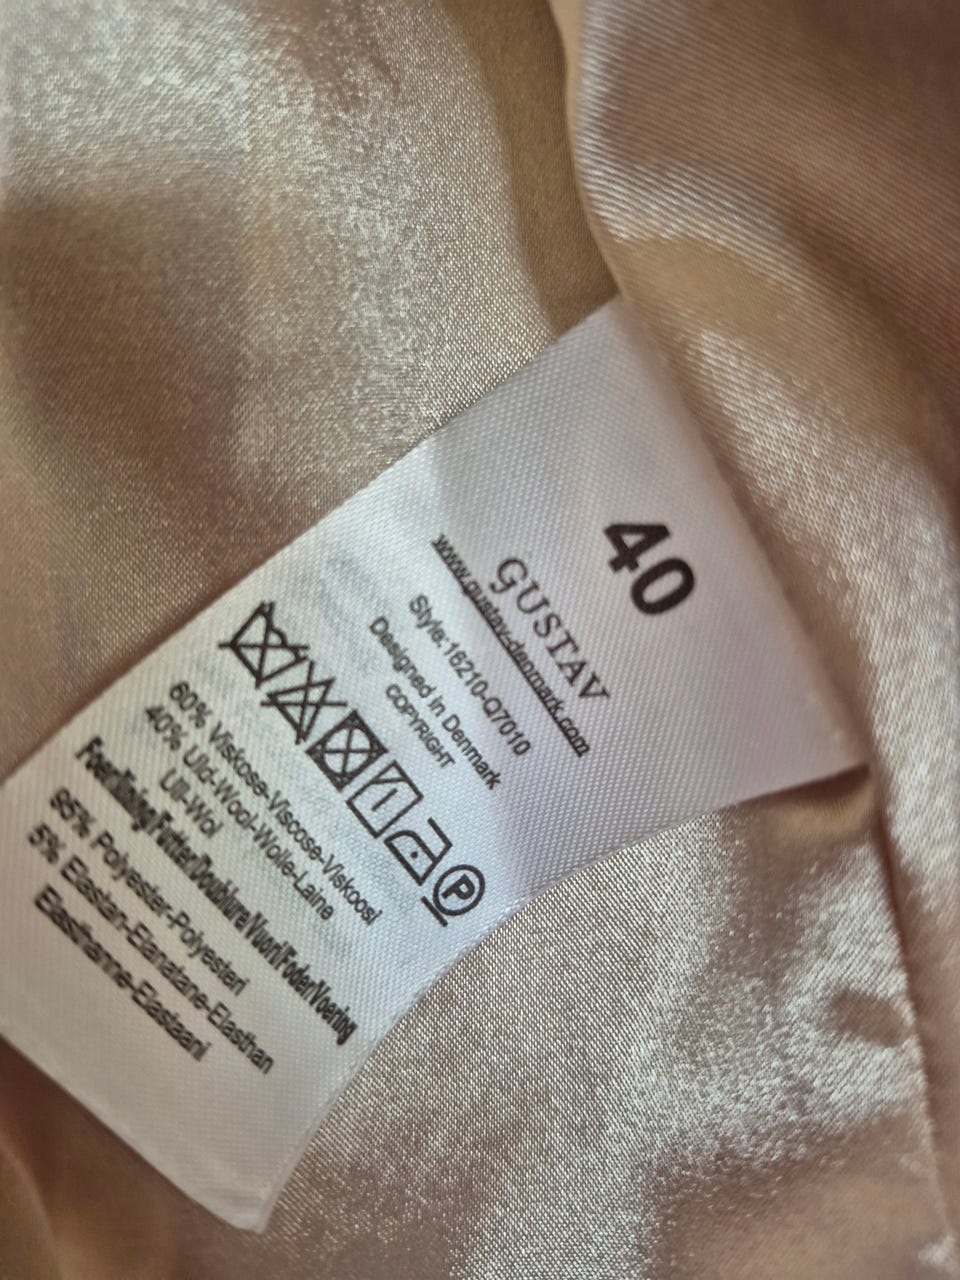 40
GUSTAV
www.gustav-denmark.com
Style:16210-Q7010
Designed in Denmark
COPYRIGHT
P
60% Viskose-Viscose-Viskoosi
40% Uld-Wool-Wolle-Laine
Ull-Wol
Foer/lining/Futter/Doublure/Vuori/Foder/Voering
95% Polyester-Polyesteri
5% Elastan-Elanatane-Elasthan
Elasthanne-Elastaani